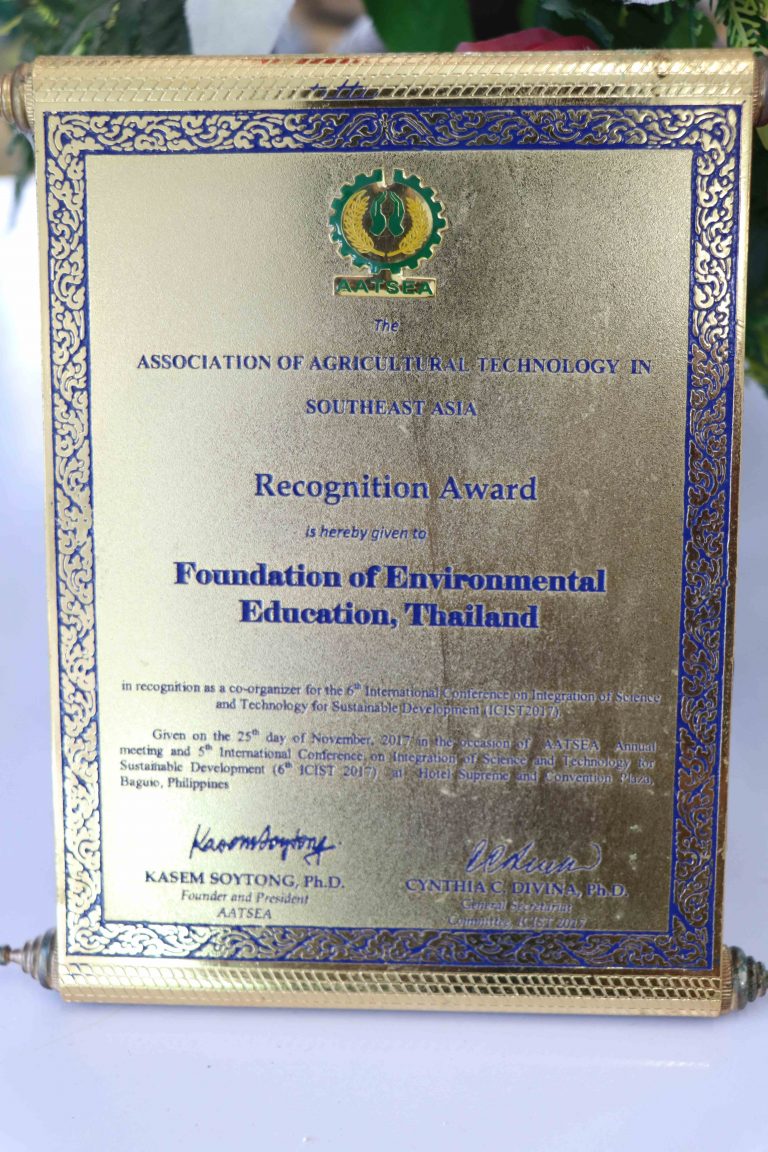 AATSEA
The
ASSOCIATION OF AGRICULTURAL TECHNOLOGY IN
SOUTHEAST ASIA
Recognition Award
is hereby given to
Foundation of Environmental
Education, Thailand
in recognition as a co-organizer for the 6th International Conference on Integration of Science
and Technology for Sustainable Development (ICIST2017).
Given on the 25th day of November, 2017 in the occasion of AATSEA Annual
meeting and 5th International Conference on Integration of Science and Technology for
Sustainable Development (6th ICIST 2017) at Hotel Supreme and Convention Plaza,
Baguio, Philippines
KASEM SOYTONG, Ph.D. CYNTHIA C. DIVINA, Ph.D.
Founder and President General Secretariat
AATSEA Committee, ICIST 2017